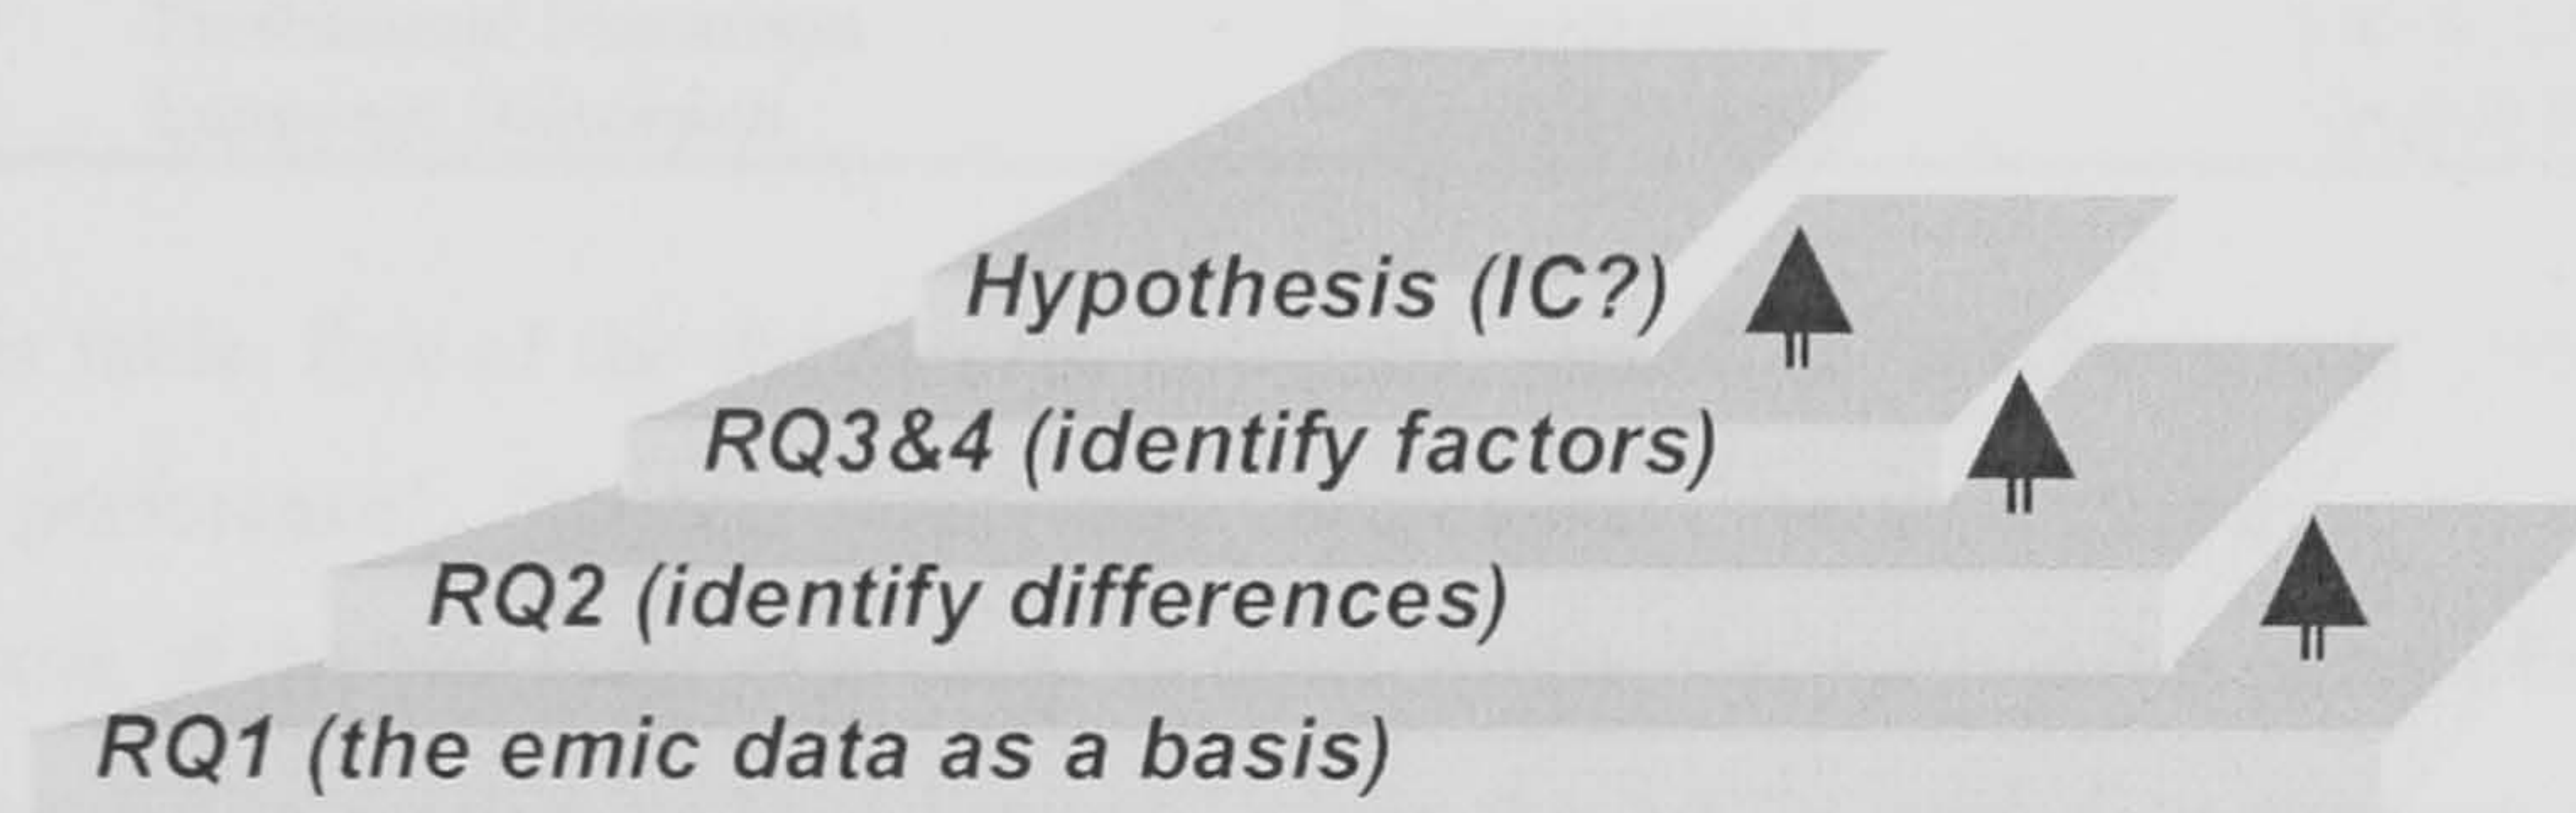 Hypothesis (IC?)
RQ3&4 (identify factors)
RQ2 (identify differences)
RQ1 (the emic data as a basis)